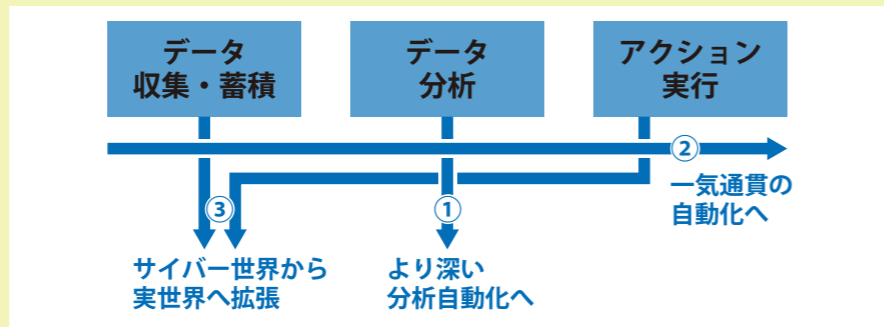 データ
収集・蓄積
データ
分析
アクション
実行
②
一気通貫の
自動化へ
③
①
サイバー世界から
実世界へ拡張
より深い
分析自動化へ